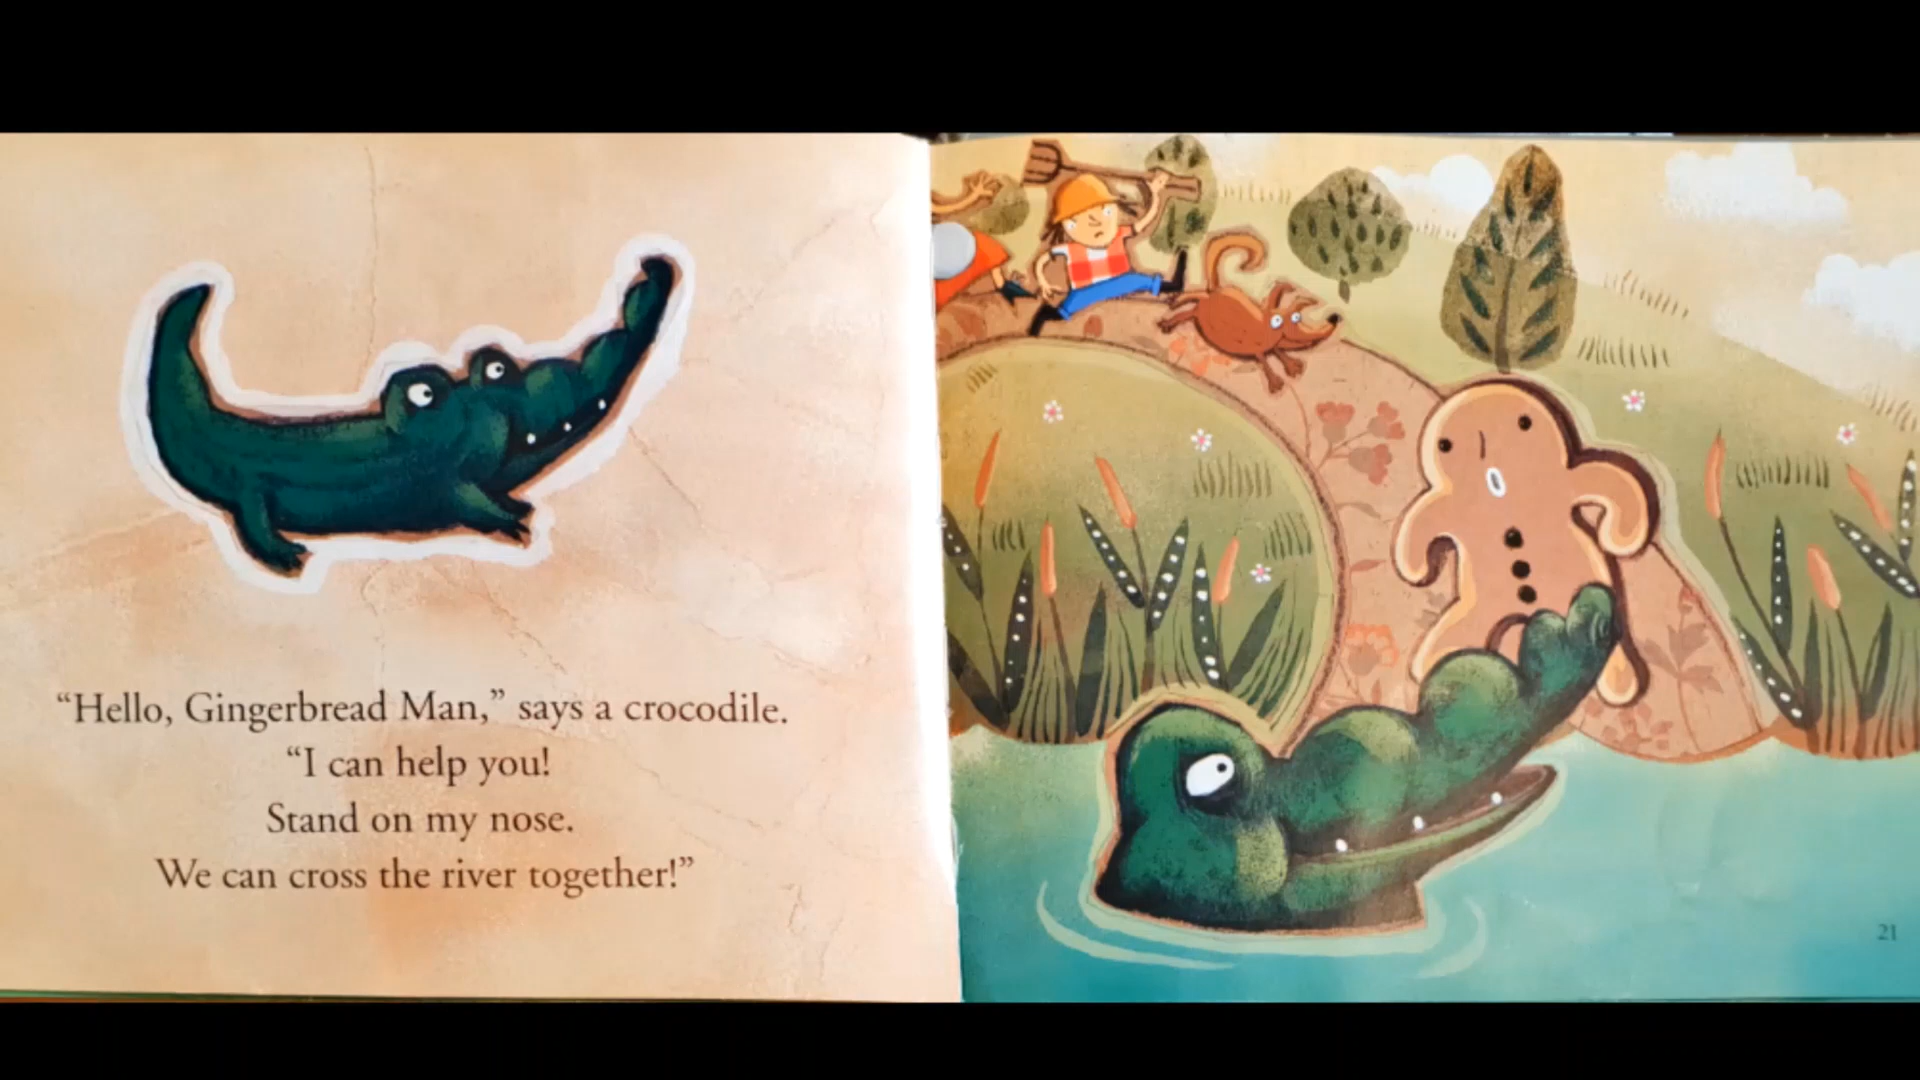 “Hello, Gingerbread Man,” says a crocodile.
“I can help you!
Stand on my nose.
We can cross the river together!”
21